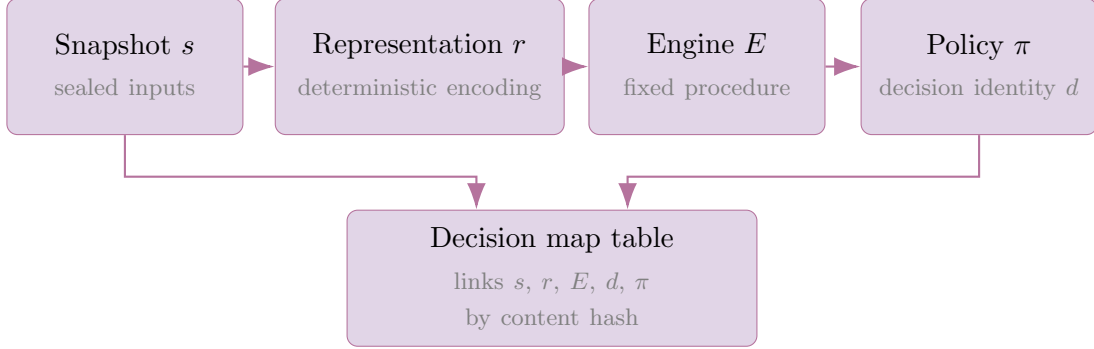 Snapshot s
sealed inputs
Representation r
deterministic encoding
Engine E
fixed procedure
Policy π
decision identity d
Decision map table
links s, r, E, d, π
by content hash